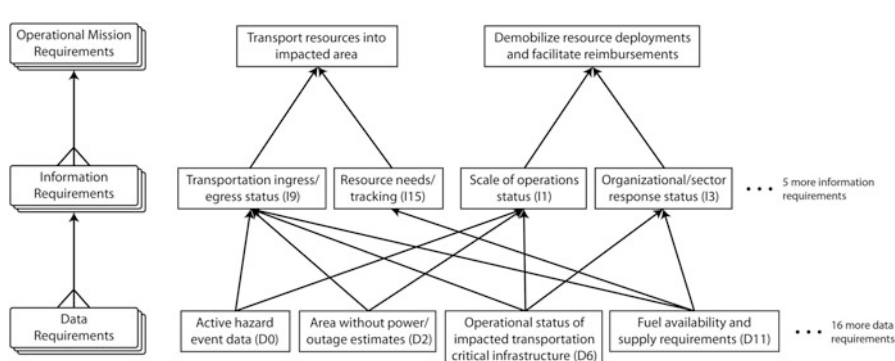 Operational Mission
Requirements
Transport resources into
impacted area
Demobilize resource deployments
and facilitate reimbursements
Information
Requirements
Transportation ingress/
egress status (I9)
Resource needs/
tracking (I15)
Scale of operations
status (I1)
Organizational/sector
response status (I3)
• • •
5 more information
requirements
Data
Requirements
Active hazard
event data (D0)
Area without power/
outage estimates (D2)
Operational status of
impacted transportation
critical infrastructure (D6)
Fuel availability and
supply requirements (D11)
• • •
16 more data
requirements